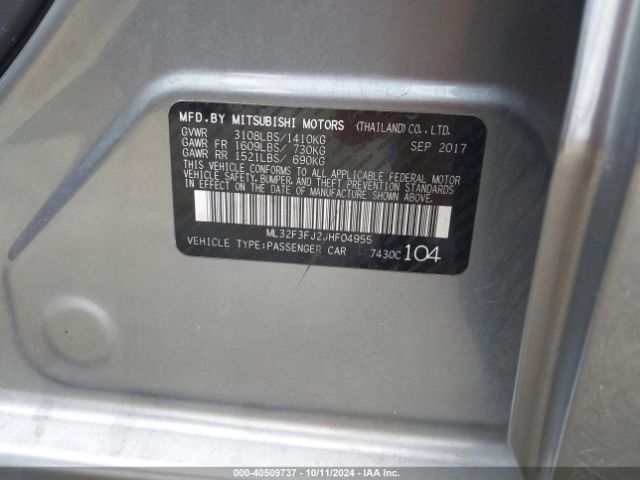 MFD.BY MITSUBISHI MOTORS (THAILAND) CO., LTD.
GVWR 3108LBS/1410KG
GAWR FR 1609LBS/ 730KG SEP 2017
GAWR RR 1521LBS/ 690KG
THIS VEHICLE CONFORMS TO ALL APPLICABLE FEDERAL MOTOR
VEHICLE SAFETY, BUMPER, AND THEFT PREVENTION STANDARDS
IN EFFECT ON THE DATE OF MANUFACTURE SHOWN ABOVE.
ML32F3FJ2JHF04955
VEHICLE TYPE:PASSENGER CAR 7430C 104
000-40509737 - 10/11/2024 - IAA Inc.